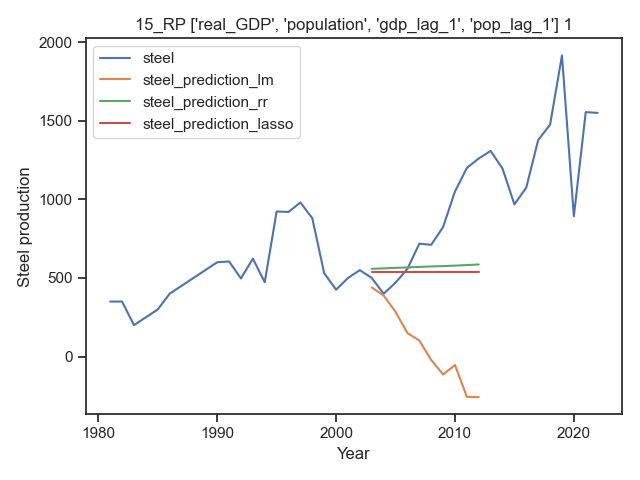 15_RP ['real_GDP', 'population', 'gdp_lag_1', 'pop_lag_1'] 1
steel
steel_prediction_lm
steel_prediction_rr
steel_prediction_lasso
Steel production
2000
1500
1000
500
0
1980
1990
2000
2010
2020
Year